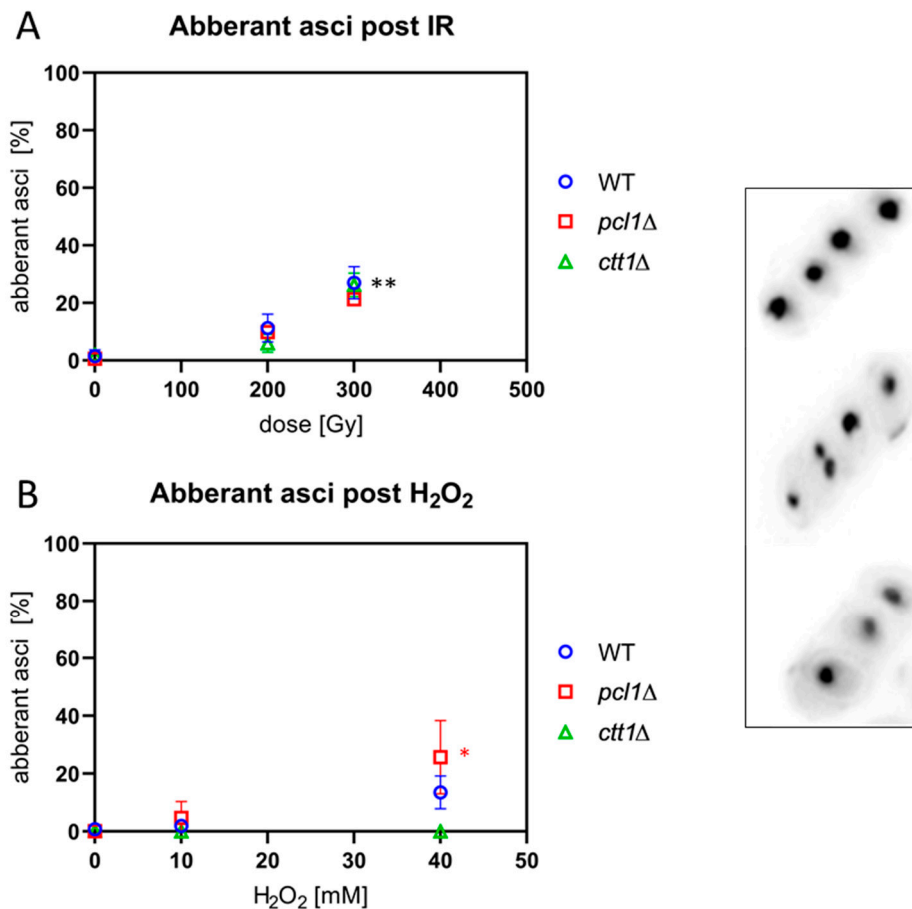 A
Abberant asci post IR
abberant asci [%]
100
80
60
40
20
0
**
0 100 200 300 400 500
dose [Gy]
WT
pcl1Δ
ctt1Δ
B
Abberant asci post H₂O₂
abberant asci [%]
100
80
60
40
20
0
*
0 10 20 30 40 50
H₂O₂ [mM]
WT
pcl1Δ
ctt1Δ